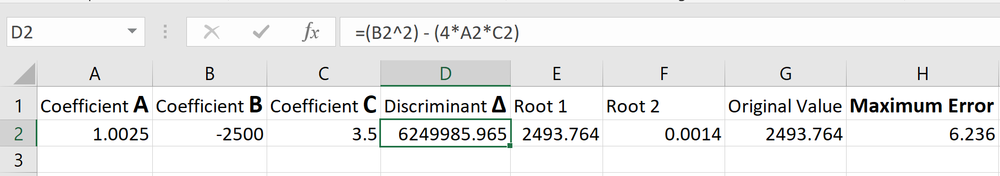 D2 fx =(B2^2) - (4*A2*C2)
A B C D E F G H
1 Coefficient A Coefficient B Coefficient C Discriminant Δ Root 1 Root 2 Original Value Maximum Error
2 1.0025 -2500 3.5 6249985.965 2493.764 0.0014 2493.764 6.236
3